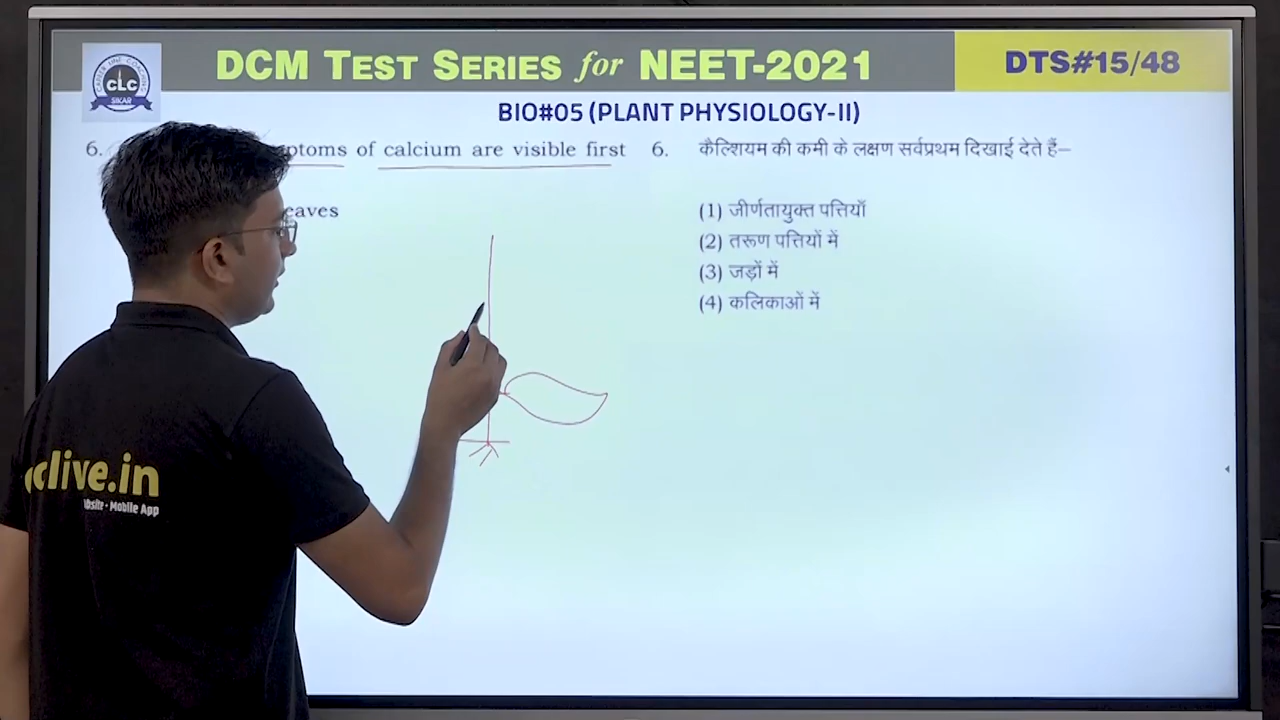 DCM TEST SERIES for NEET-2021
DTS#15/48
CLC
SIKAR
BIO#05 (PLANT PHYSIOLOGY-II)
6. ptoms of calcium are visible first
eaves
6. कैल्शियम की कमी के लक्षण सर्वप्रथम दिखाई देते हैं–
(1) जीर्णतायुक्त पत्तियाँ
(2) तरूण पत्तियों में
(3) जड़ों में
(4) कलिकाओं में
clive.in
bsite - Mobile App